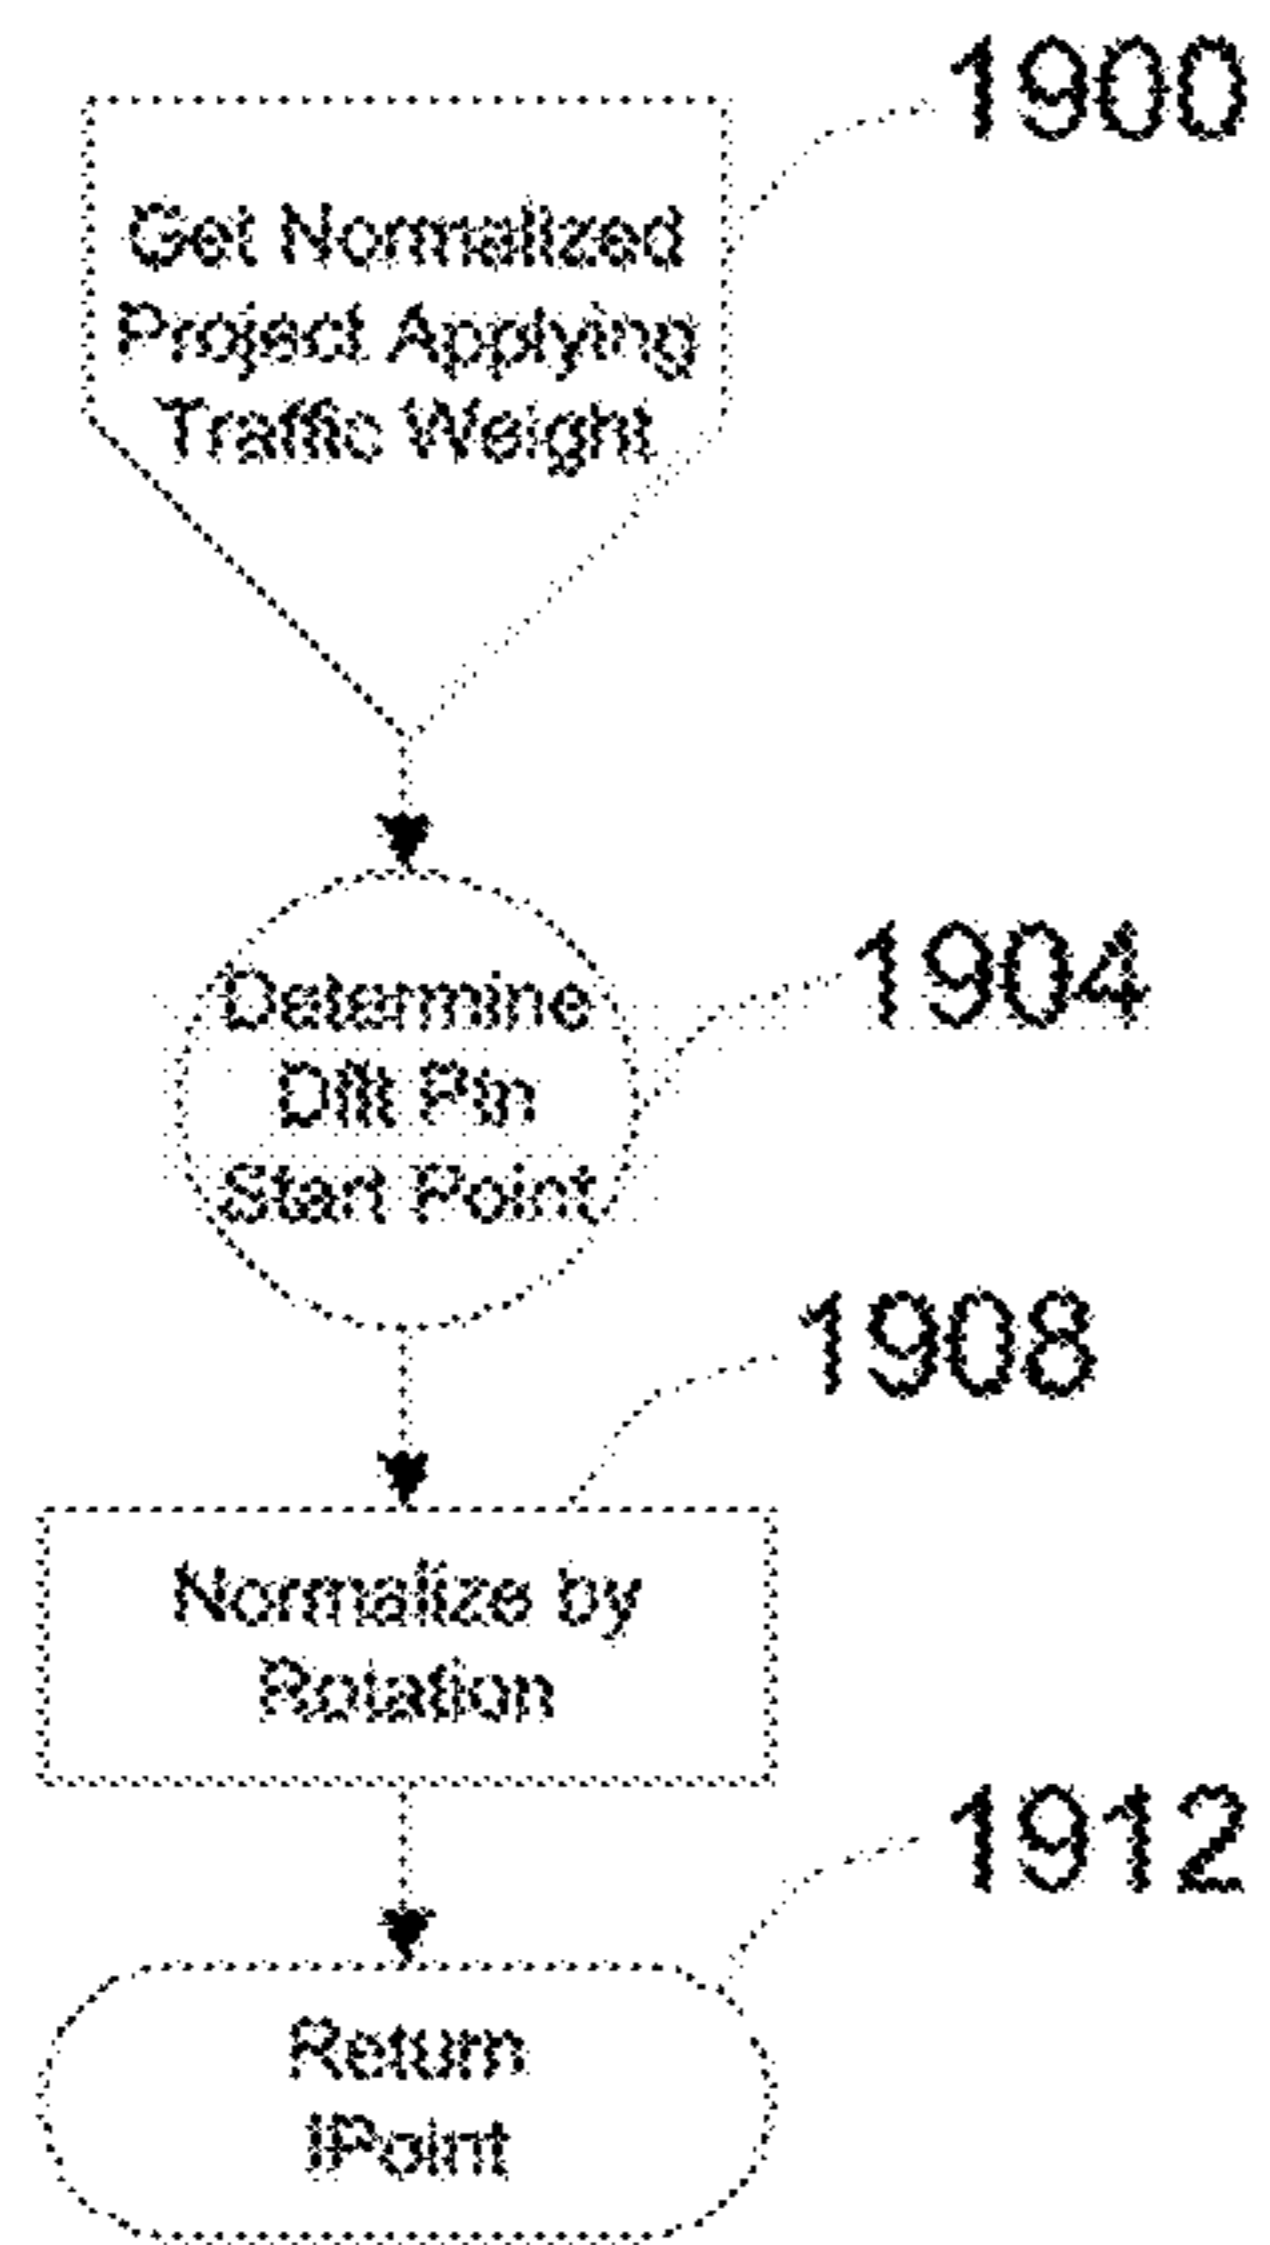 1900
Get Normalized
Project Applying
Traffic Weight
1904
Determine
Dflt Pin
Start Point
1908
Normalize by
Rotation
1912
Return
IPoint